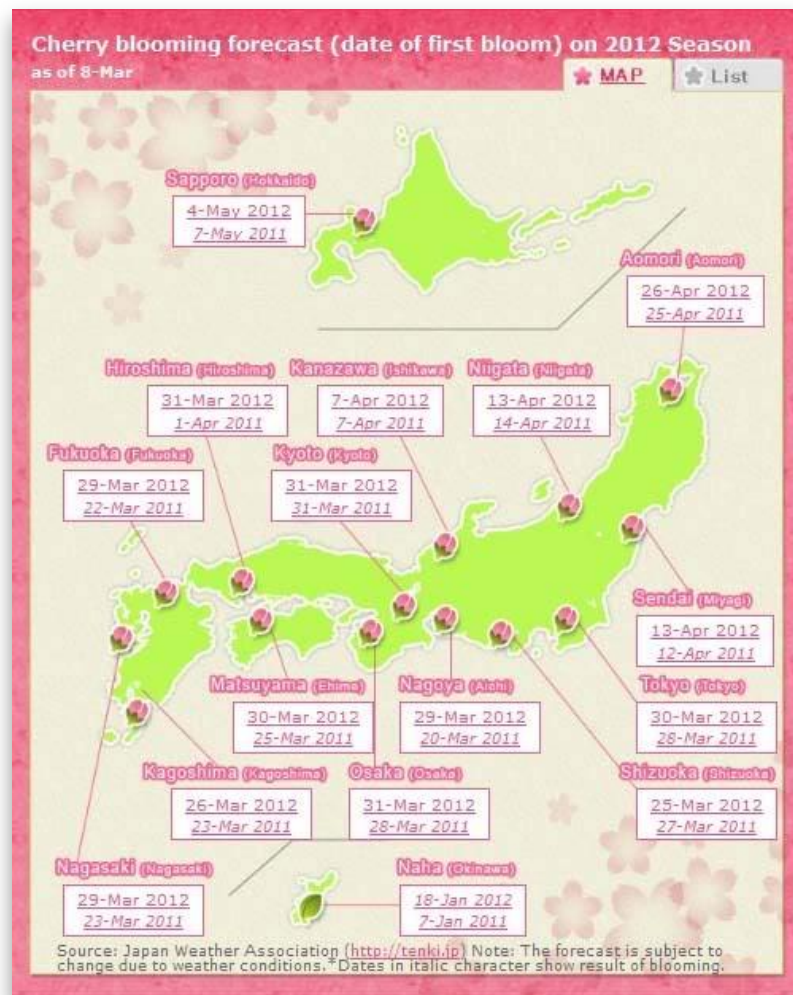 Cherry blooming forecast (date of first bloom) on 2012 Season
as of 8-Mar
MAP
List
Sapporo (Hokkaido)
4-May 2012
7-May 2011
Aomori (Aomori)
26-Apr 2012
25-Apr 2011
Hiroshima (Hiroshima)
31-Mar 2012
1-Apr 2011
Kanazawa (Ishikawa)
7-Apr 2012
7-Apr 2011
Niigata (Niigata)
13-Apr 2012
14-Apr 2011
Fukuoka (Fukuoka)
29-Mar 2012
22-Mar 2011
Kyoto (Kyoto)
31-Mar 2012
31-Mar 2011
Sendai (Miyagi)
13-Apr 2012
12-Apr 2011
Matsuyama (Ehima)
30-Mar 2012
25-Mar 2011
Nagoya (Aichi)
29-Mar 2012
20-Mar 2011
Tokyo (Tokyo)
30-Mar 2012
28-Mar 2011
Kagoshima (Kagoshima)
26-Mar 2012
23-Mar 2011
Osaka (Osaka)
31-Mar 2012
28-Mar 2011
Shizuoka (Shizuoka)
25-Mar 2012
27-Mar 2011
Nagasaki (Nagasaki)
29-Mar 2012
23-Mar 2011
Naha (Okinawa)
18-Jan 2012
7-Jan 2011
Source: Japan Weather Association (http://tenki.jp) Note: The forecast is subject to
change due to weather conditions.*Dates in italic character show result of blooming.